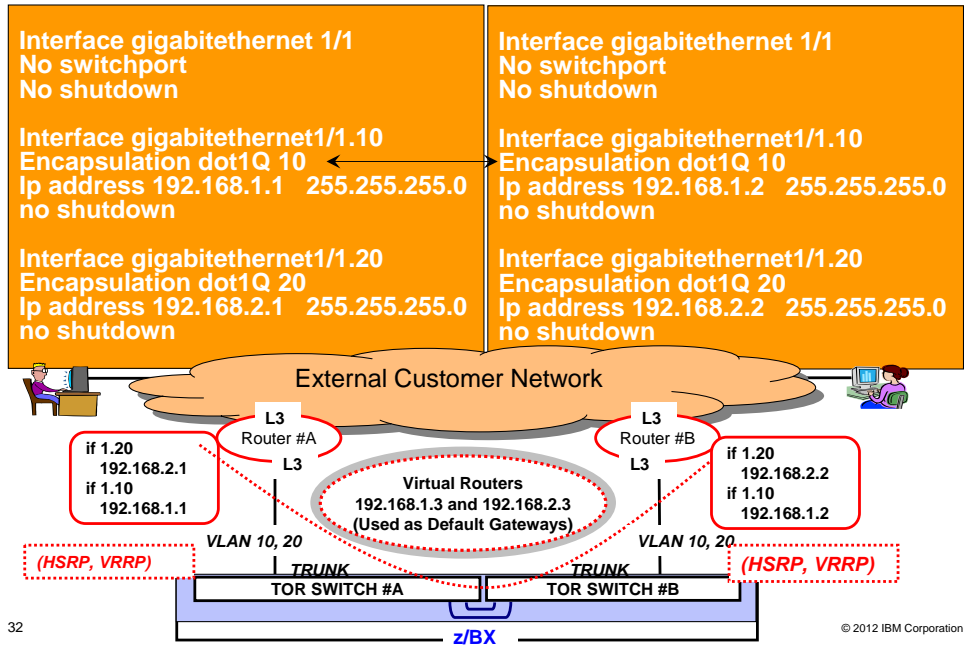 Interface gigabitethernet 1/1
No switchport
No shutdown
Interface gigabitethernet1/1.10
Encapsulation dot1Q 10
Ip address 192.168.1.1 255.255.255.0
no shutdown
Interface gigabitethernet1/1.20
Encapsulation dot1Q 20
Ip address 192.168.2.1 255.255.255.0
no shutdown
Interface gigabitethernet 1/1
No switchport
No shutdown
Interface gigabitethernet1/1.10
Encapsulation dot1Q 10
Ip address 192.168.1.2 255.255.255.0
no shutdown
Interface gigabitethernet1/1.20
Encapsulation dot1Q 20
Ip address 192.168.2.2 255.255.255.0
no shutdown
External Customer Network
L3
Router #A
L3
L3
Router #B
L3
if 1.20
192.168.2.1
if 1.10
192.168.1.1
Virtual Routers
192.168.1.3 and 192.168.2.3
(Used as Default Gateways)
if 1.20
192.168.2.2
if 1.10
192.168.1.2
VLAN 10, 20
VLAN 10, 20
(HSRP, VRRP)
TRUNK
TRUNK
(HSRP, VRRP)
TOR SWITCH #A
TOR SWITCH #B
z/BX
32
© 2012 IBM Corporation